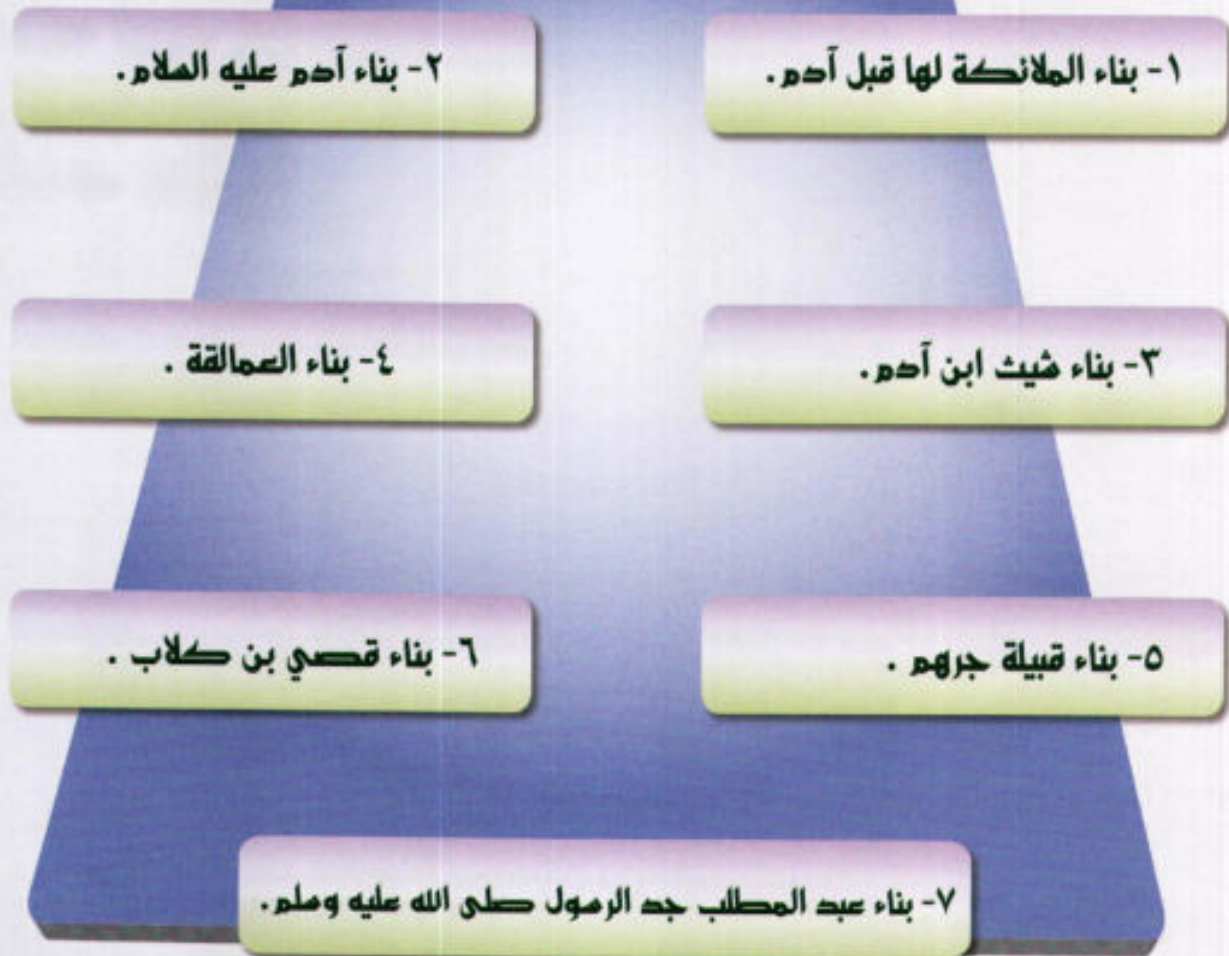 ١- بناء الملائكة لها قبل آدم.
٢- بناء آدم عليه السلام.
٣- بناء شيث ابن آدم.
٤- بناء العمالقة .
٥- بناء قبيلة جرهم .
٦- بناء قصي بن كلاب .
٧- بناء عبد المطلب جد الرسول صلى الله عليه وسلم.